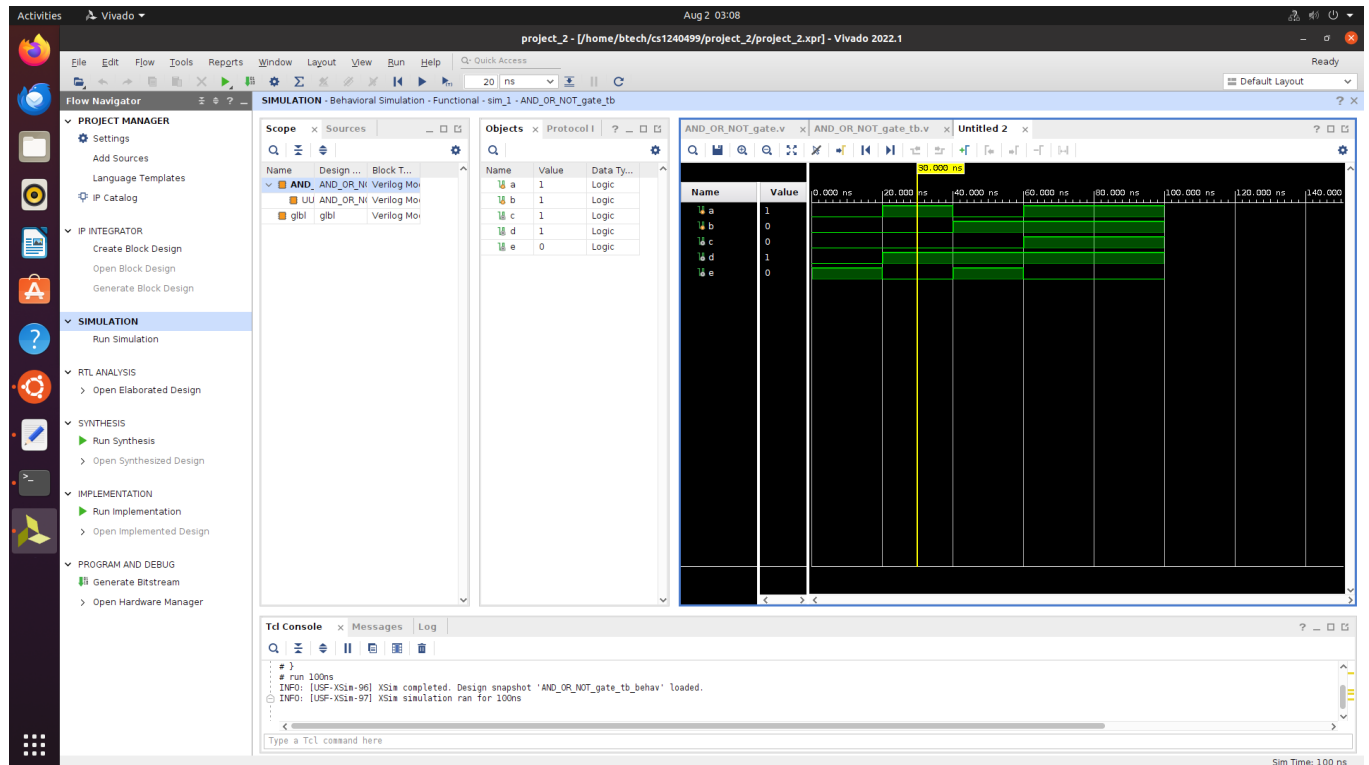 Activities Vivado Aug 2 03:08
project_2 - [/home/btech/cs1240499/project_2/project_2.xpr] - Vivado 2022.1
File Edit Flow Tools Reports Window Layout View Run Help Quick Access Ready
20 ns Default Layout
Flow Navigator ? _
SIMULATION - Behavioral Simulation - Functional - sim_1 - AND_OR_NOT_gate_tb ? X
PROJECT MANAGER
Settings
Add Sources
Language Templates
IP Catalog
IP INTEGRATOR
Create Block Design
Open Block Design
Generate Block Design
SIMULATION
Run Simulation
RTL ANALYSIS
Open Elaborated Design
SYNTHESIS
Run Synthesis
Open Synthesized Design
IMPLEMENTATION
Run Implementation
Open Implemented Design
PROGRAM AND DEBUG
Generate Bitstream
Open Hardware Manager
Scope x Sources
Name Design ... Block T...
AND_ AND_OR_N( Verilog Mo
UU AND_OR_N( Verilog Mo
glbl glbl Verilog Mo
Objects x Protocol I ? _
Name Value Data Ty...
a 1 Logic
b 1 Logic
c 1 Logic
d 1 Logic
e 0 Logic
AND_OR_NOT_gate.v x AND_OR_NOT_gate_tb.v x Untitled 2 x ?
30.000 ns
Name Value 0.000 ns 20.000 ns 40.000 ns 60.000 ns 80.000 ns 100.000 ns 120.000 ns 140.000
a 1
b 0
c 0
d 1
e 0
Tcl Console x Messages Log ? _
# }
# run 100ns
INFO: [USF-XSim-96] XSim completed. Design snapshot 'AND_OR_NOT_gate_tb_behav' loaded.
INFO: [USF-XSim-97] XSim simulation ran for 100ns
Type a Tcl command here
Sim Time: 100 ns